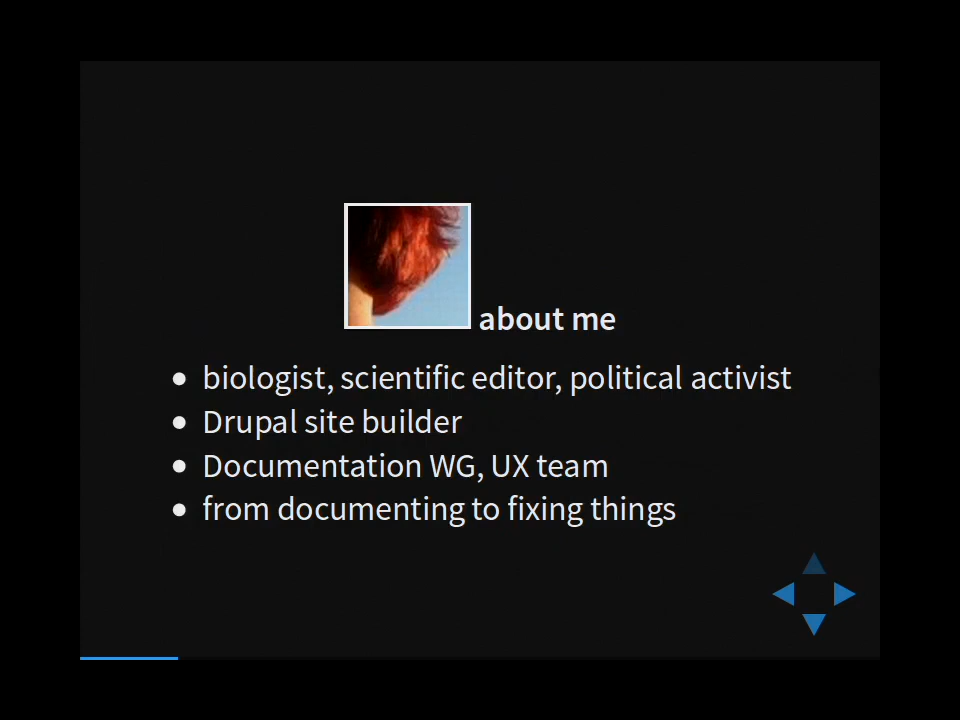 about me
biologist, scientific editor, political activist
Drupal site builder
Documentation WG, UX team
from documenting to fixing things